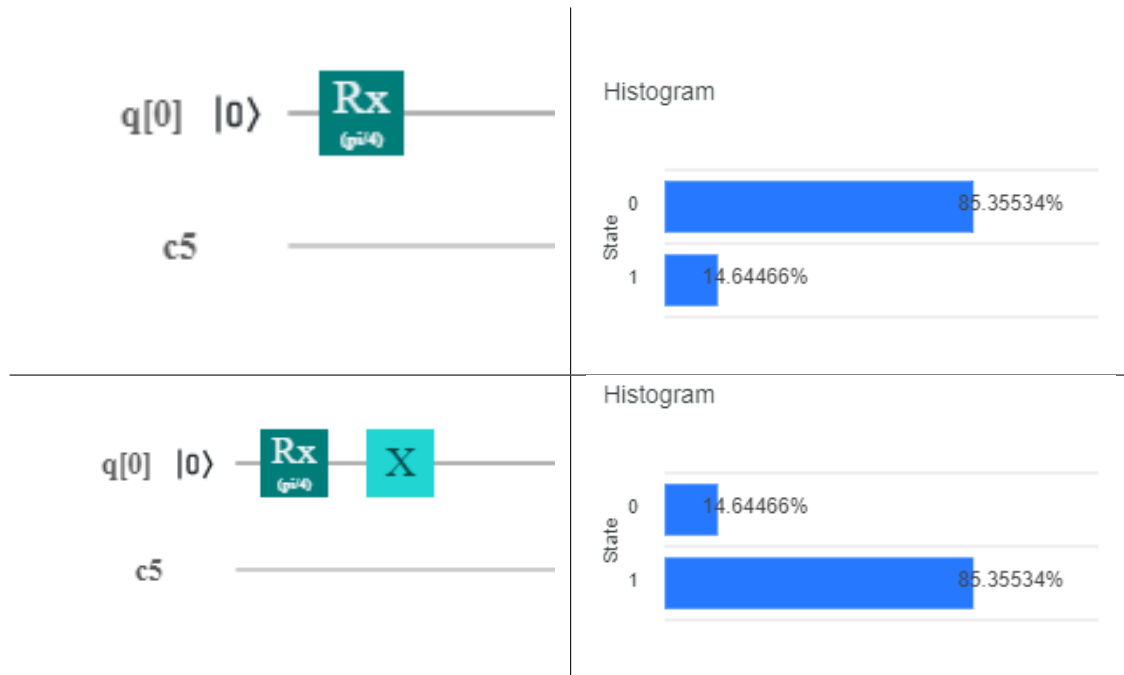 Histogram
q[0] |0⟩ Rx
(pi/4)
c5
State
0 85.35534%
1 14.64466%
Histogram
q[0] |0⟩ Rx X
(pi/4)
c5
State
0 14.64466%
1 85.35534%